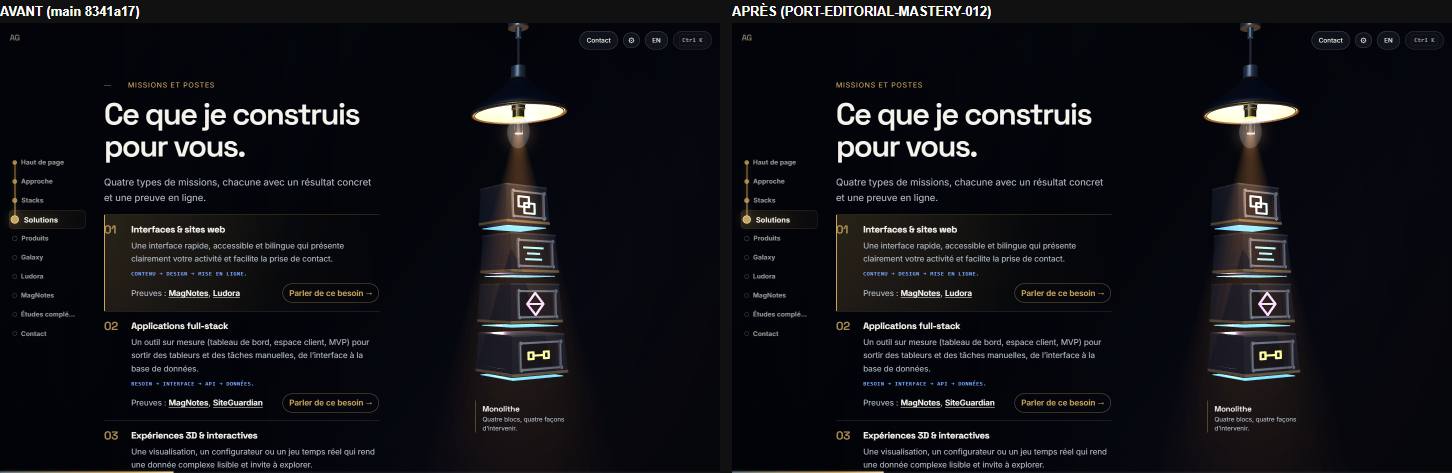 AVANT (main 8341a17)
AG
Contact
EN
Ctrl K
— MISSIONS ET POSTES
Ce que je construis
pour vous.
Quatre types de missions, chacune avec un résultat concret
et une preuve en ligne.
Haut de page
Approche
Stacks
Solutions
Produits
Galaxy
Ludora
MagNotes
Études complé...
Contact
01 Interfaces & sites web
Une interface rapide, accessible et bilingue qui présente
clairement votre activité et facilite la prise de contact.
CONTENU → DESIGN → MISE EN LIGNE.
Preuves : MagNotes, Ludora
Parler de ce besoin →
02 Applications full-stack
Un outil sur mesure (tableau de bord, espace client, MVP) pour
sortir des tableurs et des tâches manuelles, de l'interface à la
base de données.
BESOIN → INTERFACE → API → DONNÉES.
Preuves : MagNotes, SiteGuardian
Parler de ce besoin →
03 Expériences 3D & interactives
Une visualisation, un configurateur ou un jeu temps réel qui rend
une donnée complexe lisible et invite à explorer.
Monolithe
Quatre blocs, quatre façons
d'intervenir.
APRÈS (PORT-EDITORIAL-MASTERY-012)
AG
Contact
EN
Ctrl K
MISSIONS ET POSTES
Ce que je construis
pour vous.
Quatre types de missions, chacune avec un résultat concret
et une preuve en ligne.
Haut de page
Approche
Stacks
Solutions
Produits
Galaxy
Ludora
MagNotes
Études complé...
Contact
01 Interfaces & sites web
Une interface rapide, accessible et bilingue qui présente
clairement votre activité et facilite la prise de contact.
CONTENU → DESIGN → MISE EN LIGNE.
Preuves : MagNotes, Ludora
Parler de ce besoin →
02 Applications full-stack
Un outil sur mesure (tableau de bord, espace client, MVP) pour
sortir des tableurs et des tâches manuelles, de l'interface à la
base de données.
BESOIN → INTERFACE → API → DONNÉES.
Preuves : MagNotes, SiteGuardian
Parler de ce besoin →
03 Expériences 3D & interactives
Une visualisation, un configurateur ou un jeu temps réel qui rend
une donnée complexe lisible et invite à explorer.
Monolithe
Quatre blocs, quatre façons
d'intervenir.